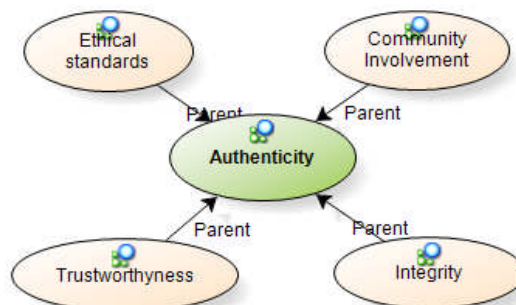 Ethical
standards
Community
Involvement
Parent
Parent
Authenticity
Parent
Parent
Trustworthyness
Integrity